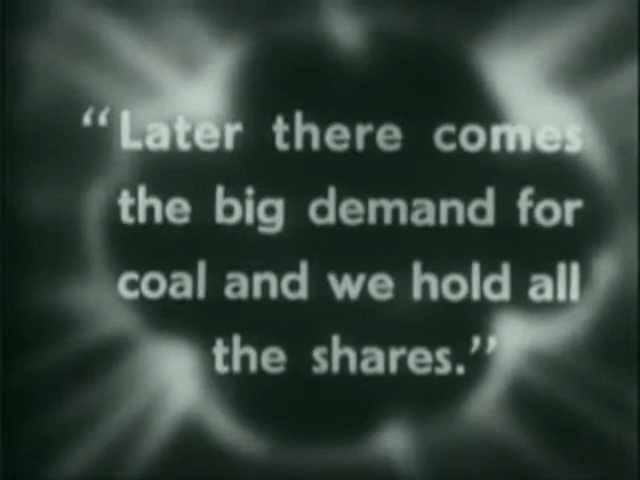 “Later there comes
the big demand for
coal and we hold all
the shares.”